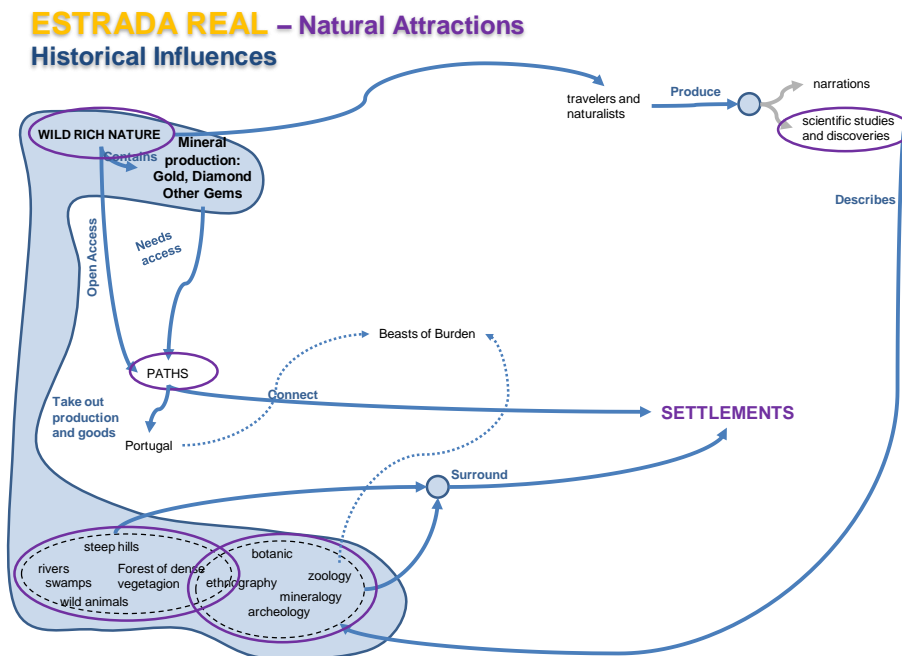 ESTRADA REAL – Natural Attractions
Historical Influences
WILD RICH NATURE
Contains
Mineral
production:
Gold, Diamond
Other Gems
travelers and
naturalists
Produce
narrations
scientific studies
and discoveries
Describes
Open Access
Needs
access
Beasts of Burden
PATHS
Connect
Take out
production
and goods
SETTLEMENTS
Portugal
Surround
steep hills
rivers
swamps
Forest of dense
vegetagion
wild animals
botanic
ethnography
zoology
mineralogy
archeology